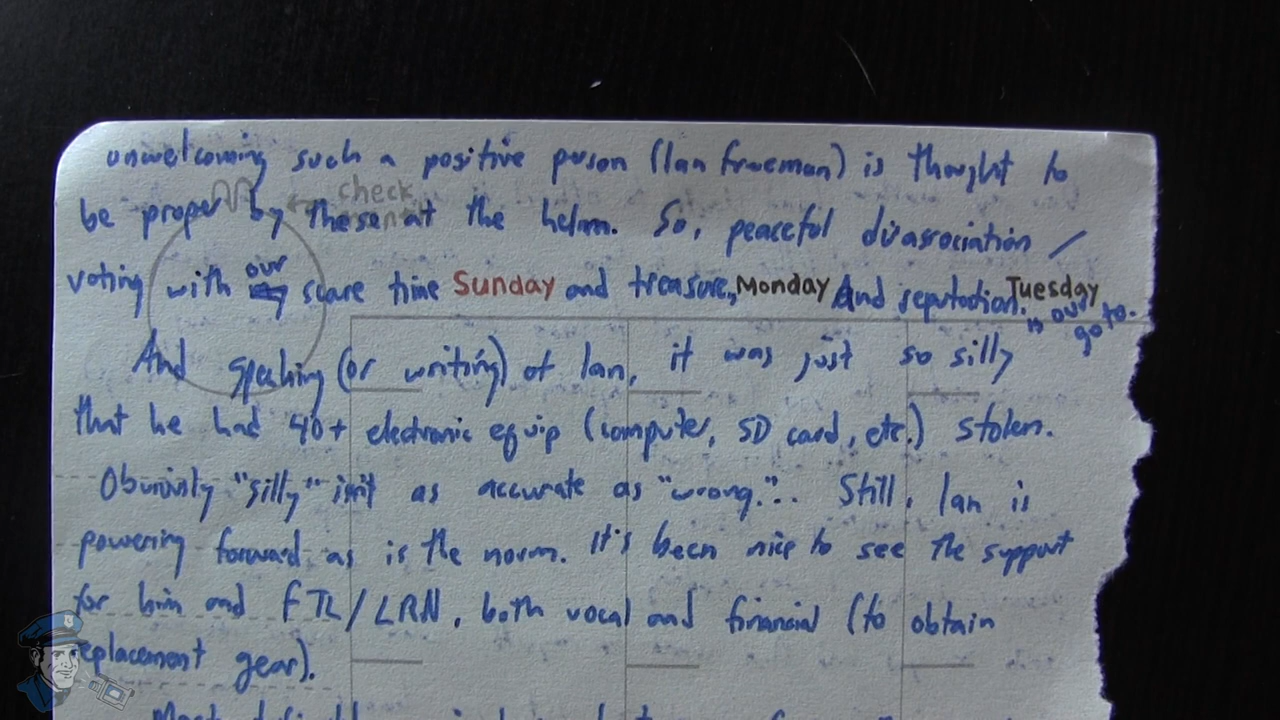 unwelcoming such a positive person (Ian Freeman) is thought to
check
be proper by those at the helm. So, peaceful disassociation /
voting with our scarce time Sunday and treasure, Monday And reputation. Tuesday
is our go to.
And speaking (or writing) of Ian, it was just so silly
that he had 40+ electronic equip (computer, SD card, etc.) stolen.
Obviously "silly" isn't as accurate as "wrong.".. Still, Ian is
powering forward as is the norm. It's been nice to see the support
for him and FTL/LRN, both vocal and financial (to obtain
replacement gear).